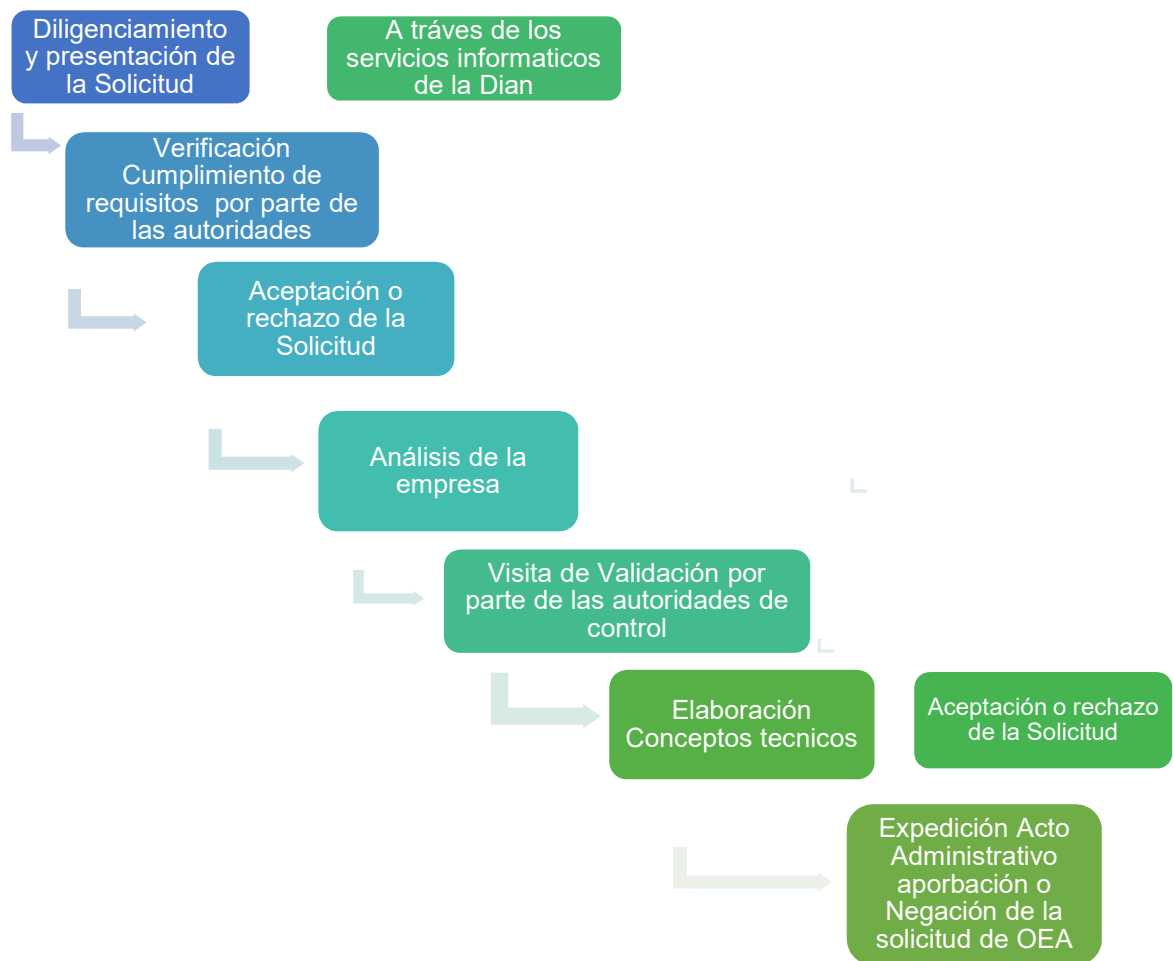 Diligenciamiento
y presentación de
la Solicitud
A tráves de los
servicios informaticos
de la Dian
Verificación
Cumplimiento de
requisitos por parte de
las autoridades
Aceptación o
rechazo de la
Solicitud
Análisis de la
empresa
Visita de Validación por
parte de las autoridades de
control
Elaboración
Conceptos tecnicos
Aceptación o rechazo
de la Solicitud
Expedición Acto
Administrativo
aporbación o
Negación de la
solicitud de OEA